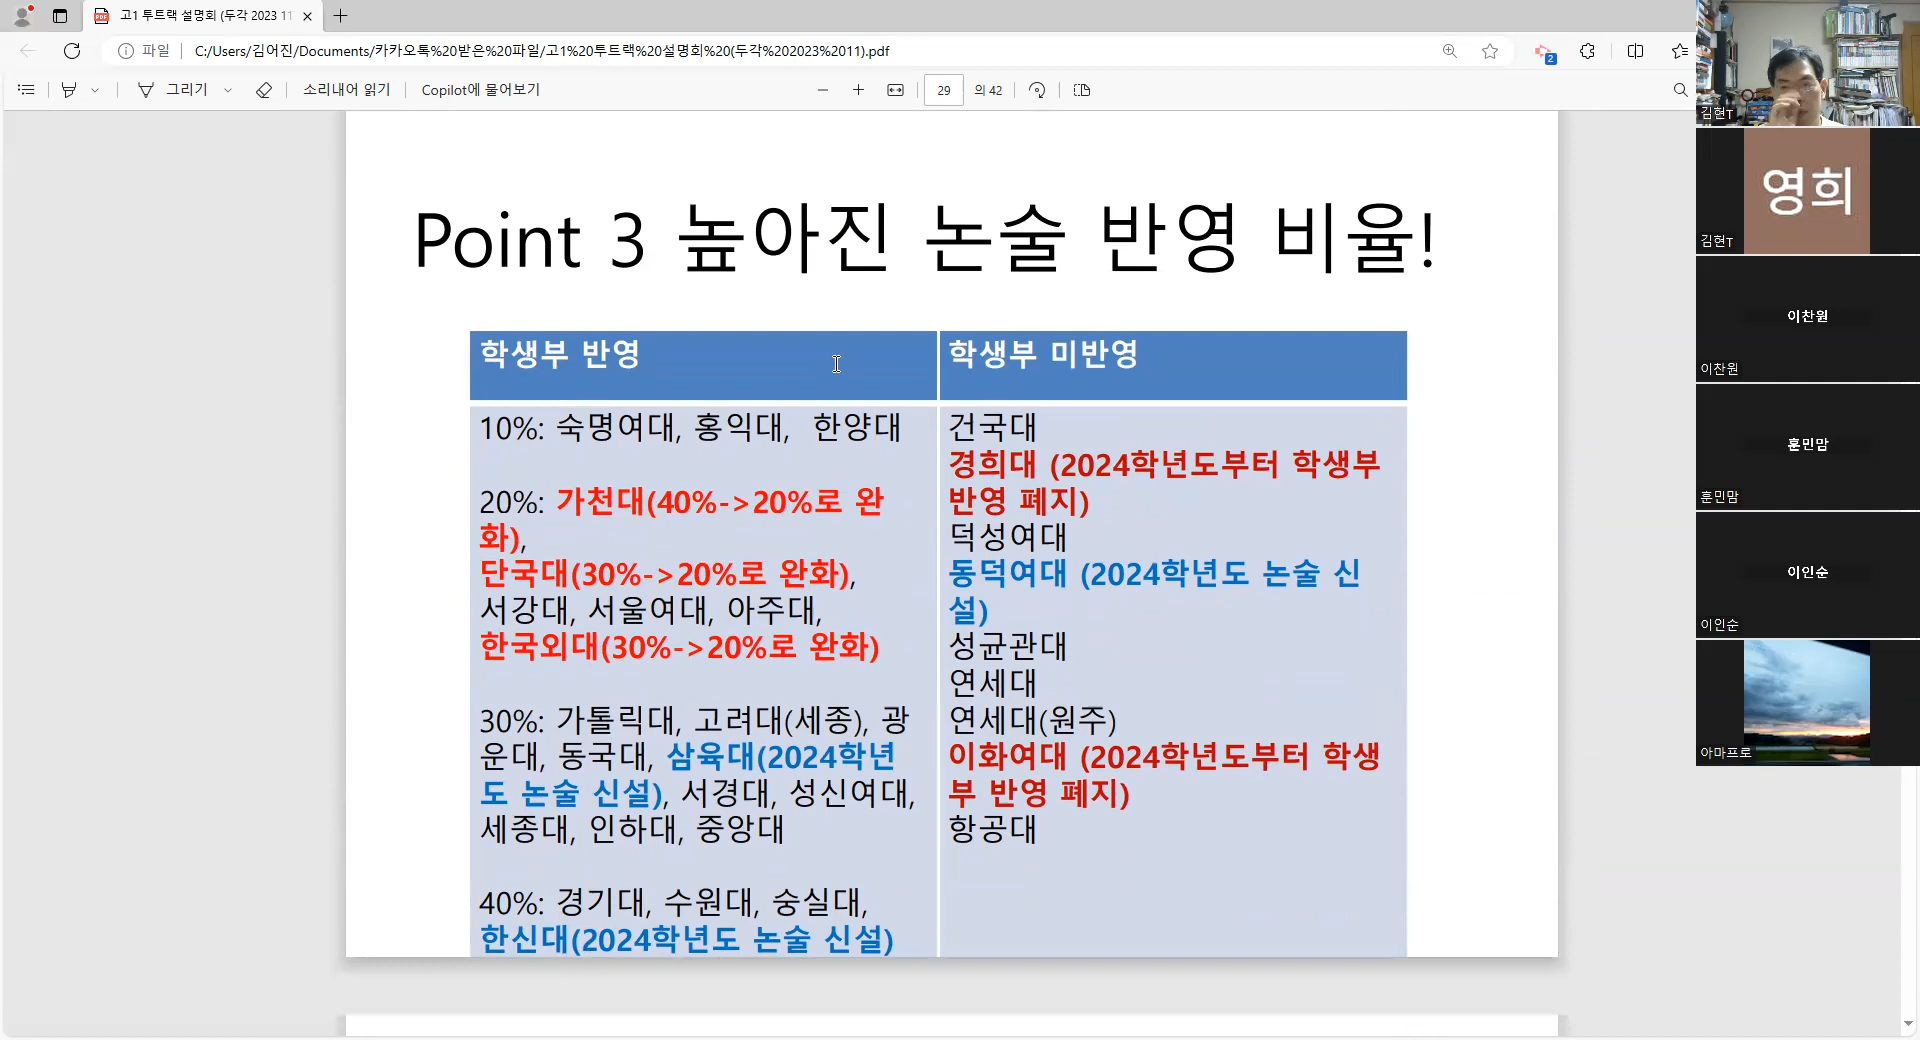 고1 투트랙 설명회 (두각 2023 11
파일
C:/Users/김어진/Documents/카카오톡%20받은%20파일/고1%20투트랙%20설명회%20(두각%202023%2011).pdf
2
그리기
소리내어 읽기
Copilot에 물어보기
29
의 42
Point 3 높아진 논술 반영 비율!
학생부 반영
10%: 숙명여대, 홍익대, 한양대
20%: 가천대(40%->20%로 완
화),
단국대(30%->20%로 완화),
서강대, 서울여대, 아주대,
한국외대(30%->20%로 완화)
30%: 가톨릭대, 고려대(세종), 광
운대, 동국대, 삼육대(2024학년
도 논술 신설), 서경대, 성신여대,
세종대, 인하대, 중앙대
40%: 경기대, 수원대, 숭실대,
한신대(2024학년도 논술 신설)
학생부 미반영
건국대
경희대 (2024학년도부터 학생부
반영 폐지)
덕성여대
동덕여대 (2024학년도 논술 신
설)
성균관대
연세대
연세대(원주)
이화여대 (2024학년도부터 학생
부 반영 폐지)
항공대
김현T
영희
김현T
이찬원
이찬원
훈민맘
훈민맘
이인순
이인순
아마프로